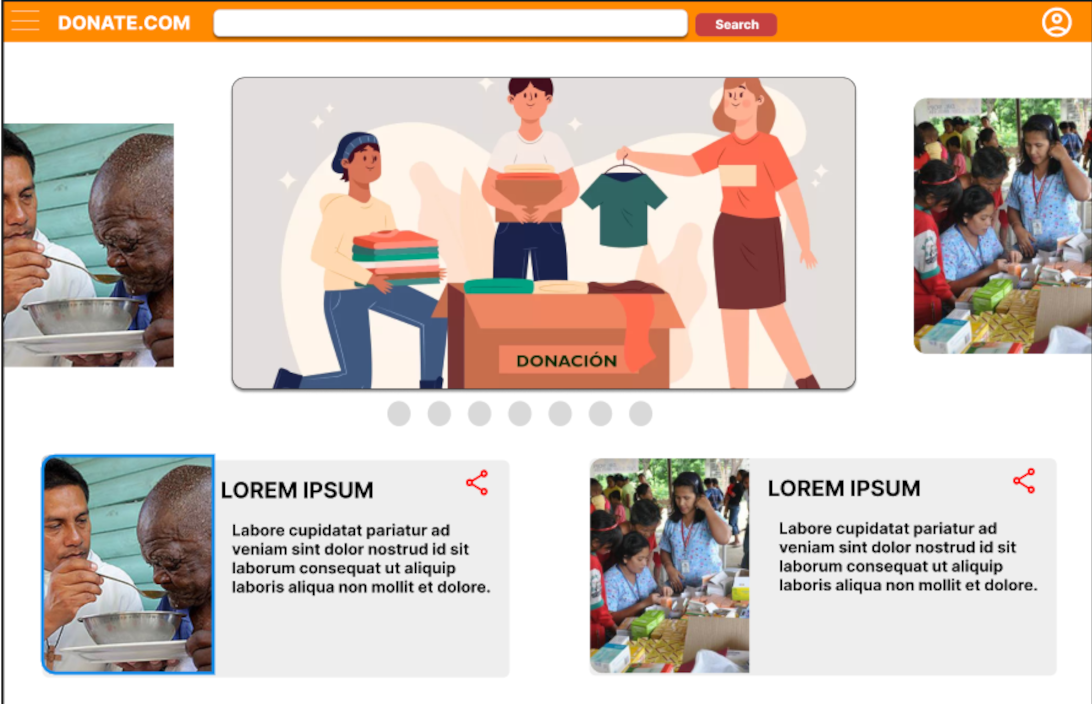 DONATE.COM
Search
DONACIÓN
LOREM IPSUM
Labore cupidatat pariatur ad
veniam sint dolor nostrud id sit
laborum consequat ut aliquip
laboris aliqua non mollit et dolore.
LOREM IPSUM
Labore cupidatat pariatur ad
veniam sint dolor nostrud id sit
laborum consequat ut aliquip
laboris aliqua non mollit et dolore.